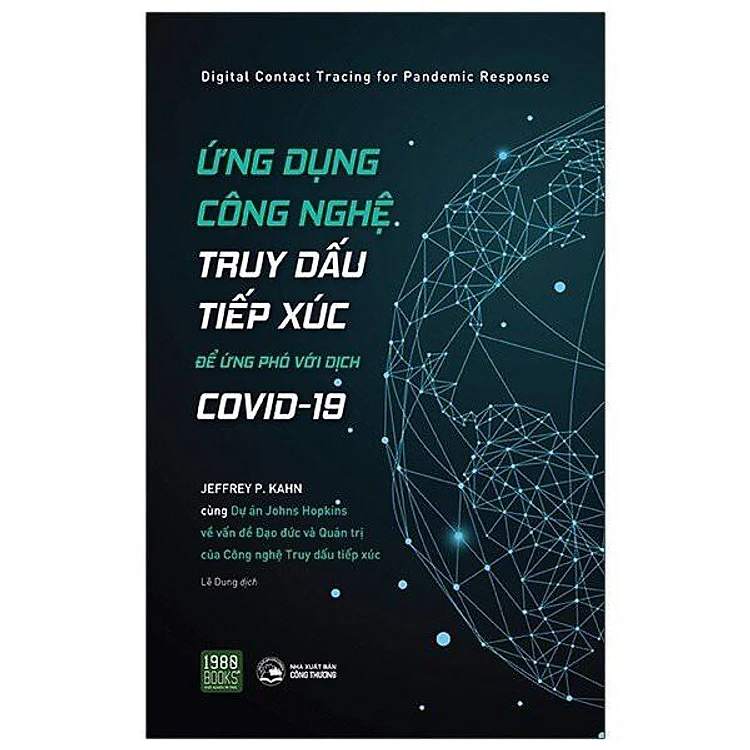 Digital Contact Tracing for Pandemic Response
ỨNG DỤNG
CÔNG NGHỆ
TRUY DẤU
TIẾP XÚC
ĐỂ ỨNG PHÓ VỚI DỊCH
COVID-19
JEFFREY P. KAHN
cùng Dự án Johns Hopkins
về vấn đề Đạo đức và Quản trị
của Công nghệ Truy dấu tiếp xúc
Lê Dung dịch
1980
BOOKS
NHÀ XUẤT BẢN
CÔNG THƯƠNG